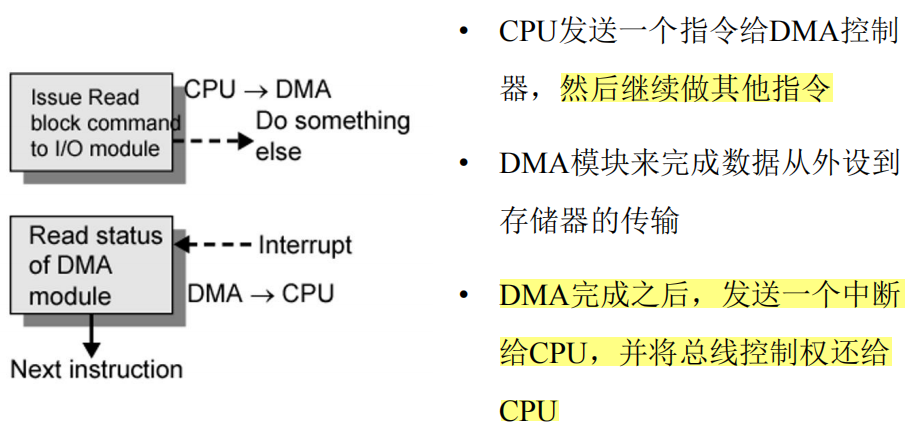 Issue Read
block command
to I/O module
CPU → DMA
Do something
else
Read status
of DMA
module
Interrupt
DMA → CPU
Next instruction
• CPU发送一个指令给DMA控制
器，然后继续做其他指令
• DMA模块来完成数据从外设到
存储器的传输
• DMA完成之后，发送一个中断
给CPU，并将总线控制权还给
CPU